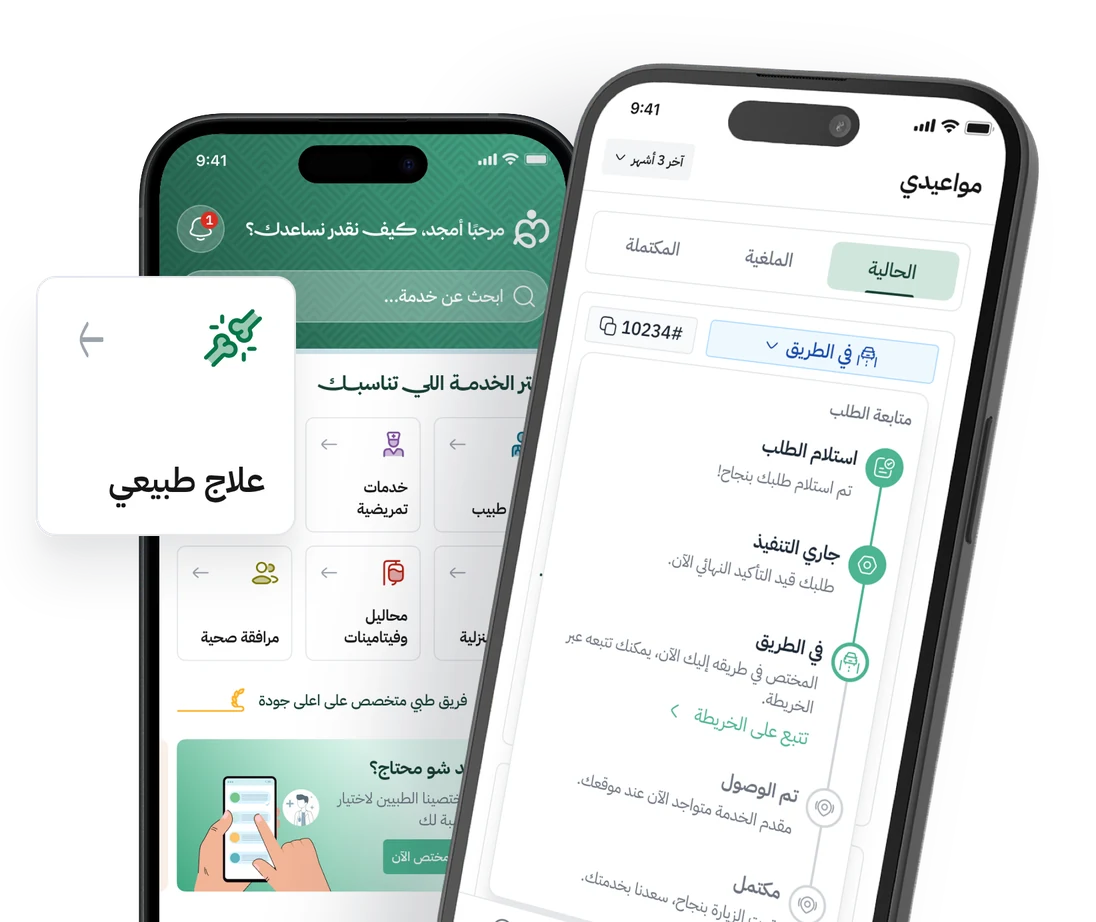 9:41
مرحبًا أمجد، كيف نقدر نساعدك؟
1
ابحث عن خدمة...
الخدمة اللي تناسبك
علاج طبيعي
خدمات
تمريضية
طبيب
محاليل
وفيتامينات
مرافقة صحية
فريق طبي متخصص على اعلى جودة
شو محتاج؟
الطبيين لاختيار
لك
الآن
9:41
مواعيدي
آخر 3 أشهر
الحالية
الملغية
المكتملة
في الطريق
#10234
متابعة الطلب
استلام الطلب
تم استلام طلبك بنجاح!
جاري التنفيذ
طلبك قيد التأكيد النهائي الآن.
في الطريق
المختص في طريقه إليك الآن، يمكنك تتبعه عبر
الخريطة.
تتبع على الخريطة
تم الوصول
مقدم الخدمة متواجد الآن عند موقعك.
مكتمل
الزيارة بنجاح، سعدنا بخدمتك.